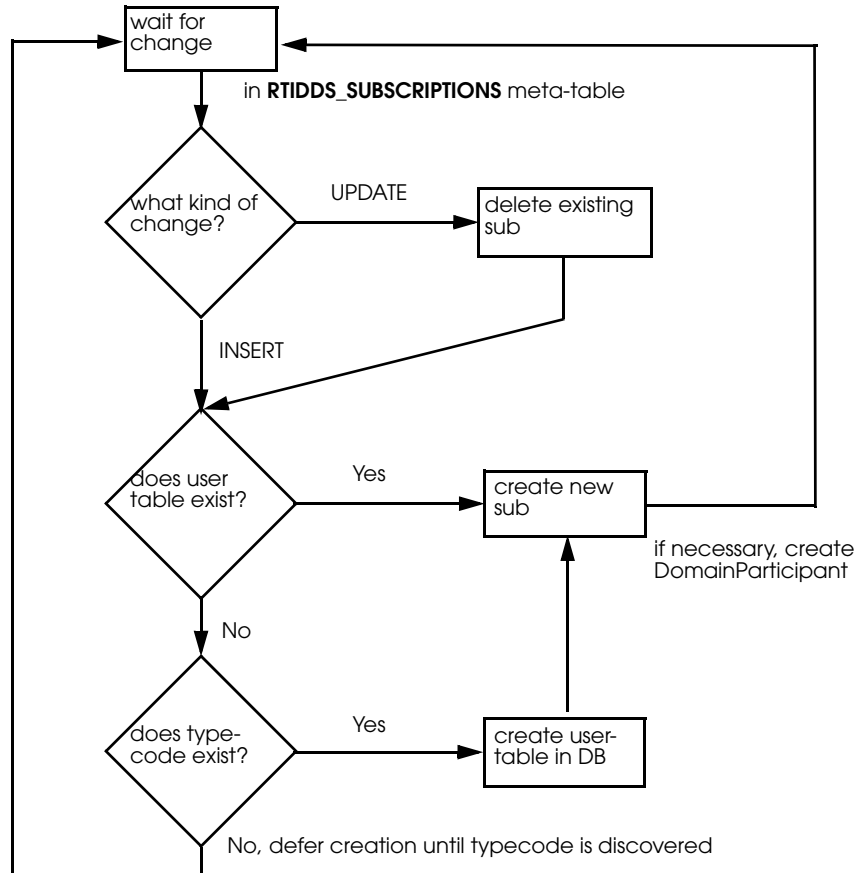 wait for
change
in RTIDDS_SUBSCRIPTIONS meta-table
what kind of
change?
UPDATE
delete existing
sub
INSERT
does user
table exist?
Yes
create new
sub
if necessary, create
DomainParticipant
No
does type-
code exist?
Yes
create user-
table in DB
No, defer creation until typecode is discovered